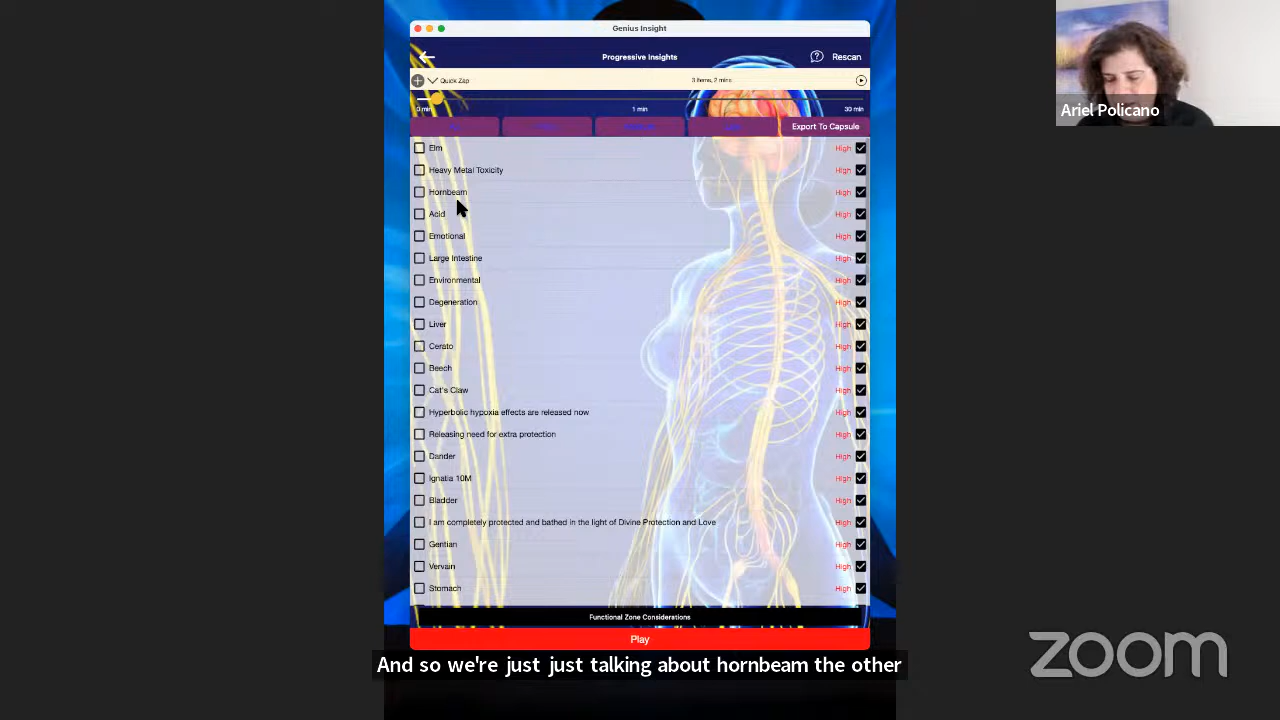 Genius Insight
Progressive Insights
Rescan
Quick Zap
3 items, 2 mins
0 min
1 min
30 min
Export To Capsule
Elm High
Heavy Metal Toxicity High
Hornbeam High
Acid High
Emotional High
Large Intestine High
Environmental High
Degeneration High
Liver High
Cerato High
Beech High
Cat's Claw High
Hyperbolic hypoxia effects are released now High
Releasing need for extra protection High
Dander High
Ignatia 10M High
Bladder High
I am completely protected and bathed in the light of Divine Protection and Love High
Gentian High
Vervain High
Stomach High
Functional Zone Considerations
Play
And so we're just just talking about hornbeam the other
Ariel Policano
zoom